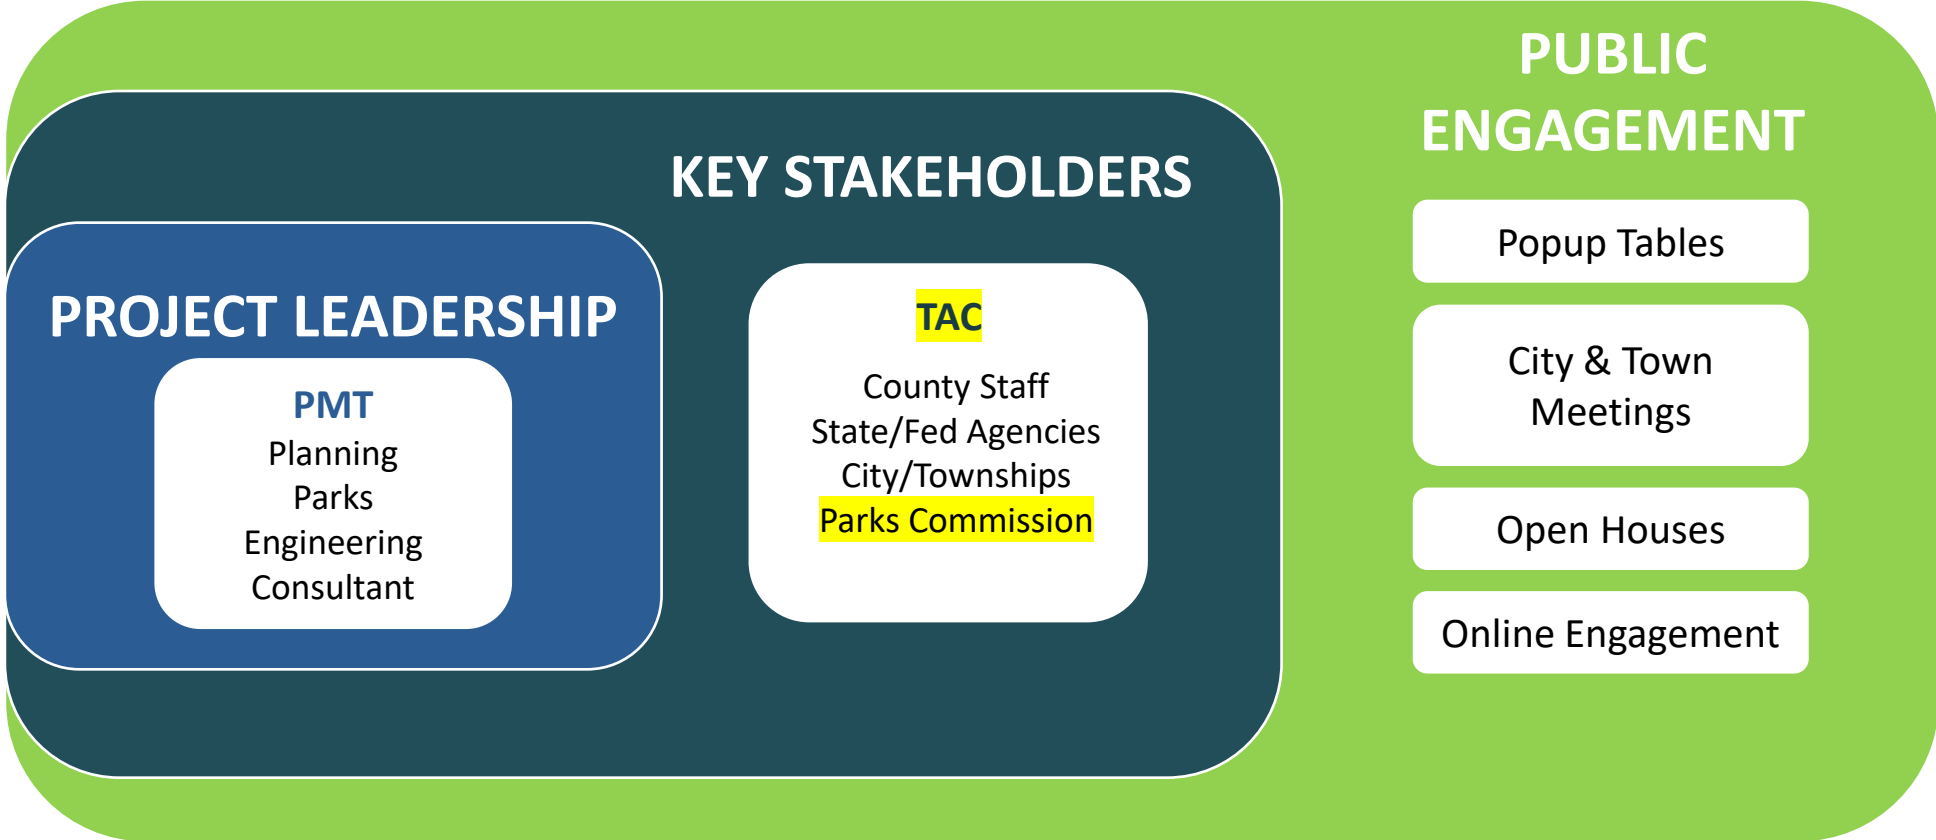 PROJECT LEADERSHIP
PMT
Planning
Parks
Engineering
Consultant
KEY STAKEHOLDERS
TAC
County Staff
State/Fed Agencies
City/Townships
Parks Commission
PUBLIC
ENGAGEMENT
Popup Tables
City & Town
Meetings
Open Houses
Online Engagement